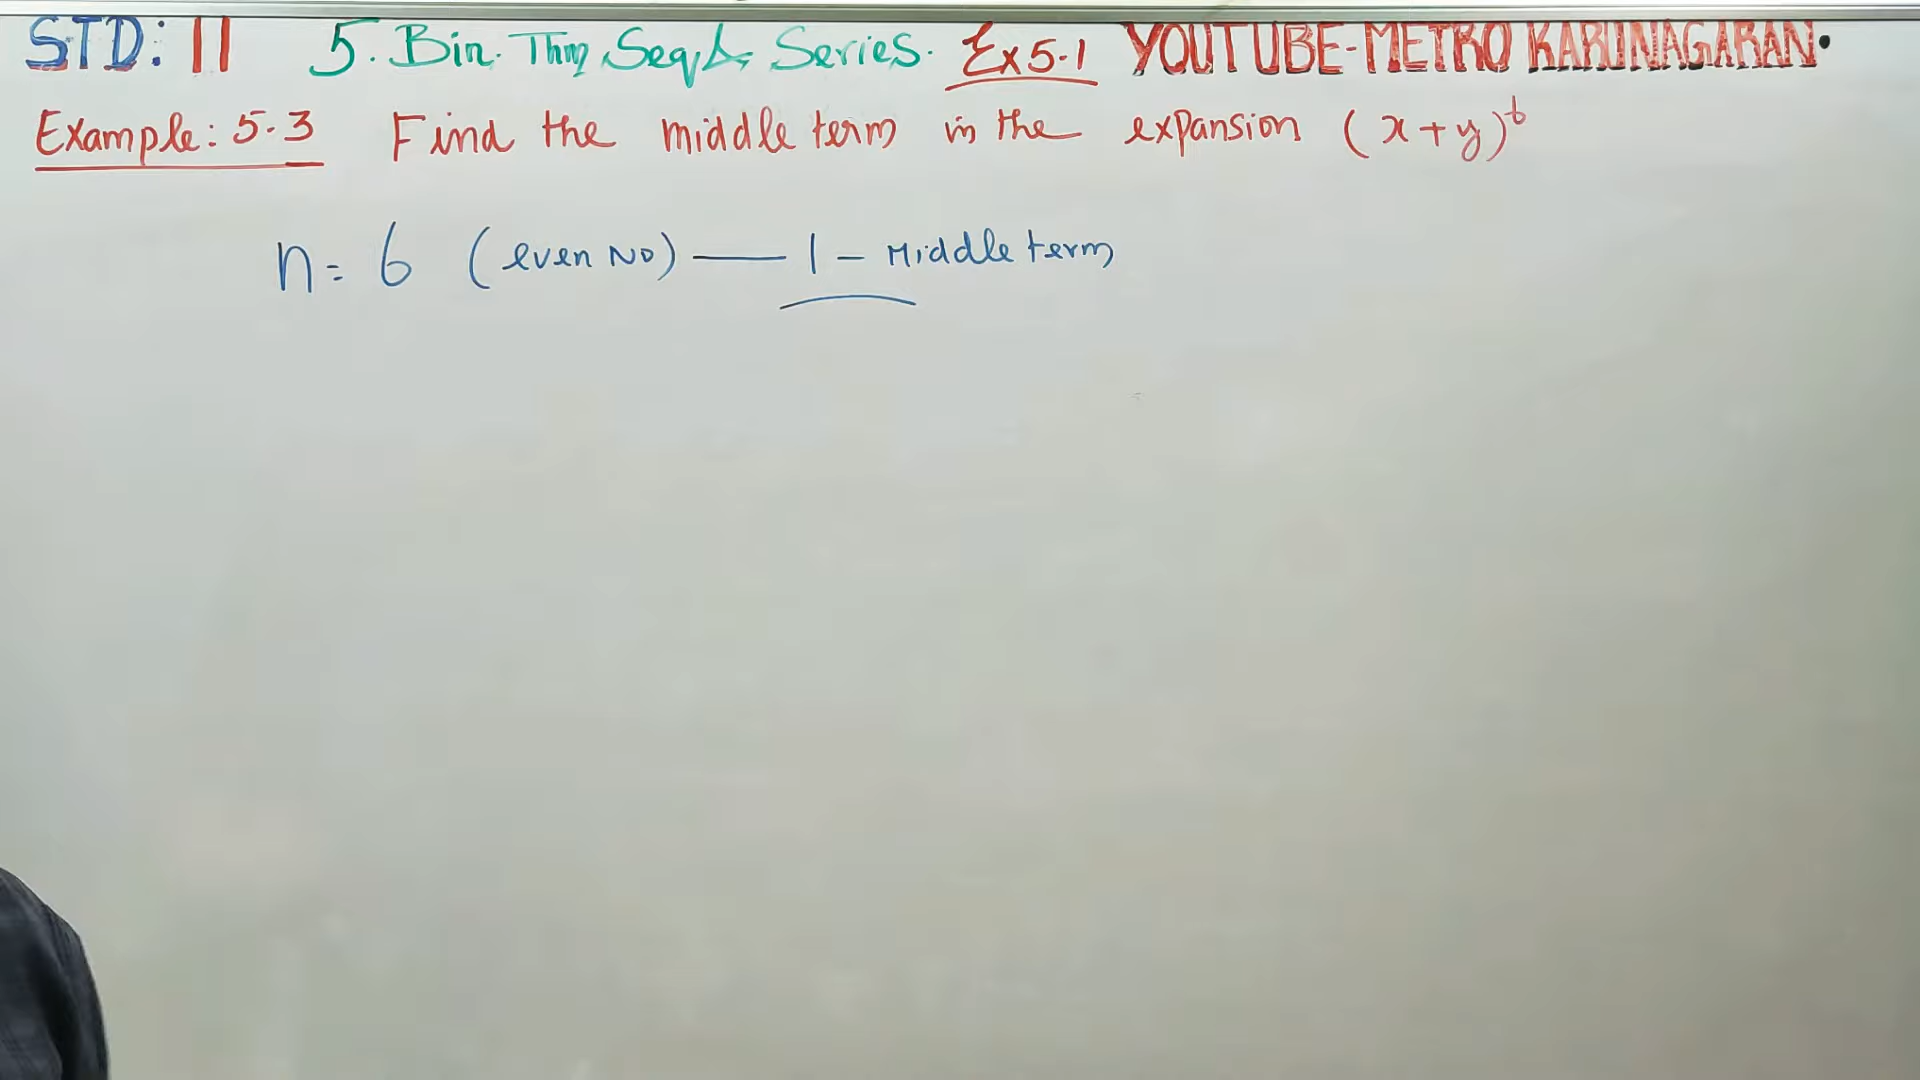 STD: 11 5. Bin. Thm, Seq & Series. Ex 5.1 YOUTUBE-METRO KARUNAGARAN.
Example: 5.3 Find the middle term in the expansion (x+y)⁶
n = 6 (even No) — 1 - Middle term